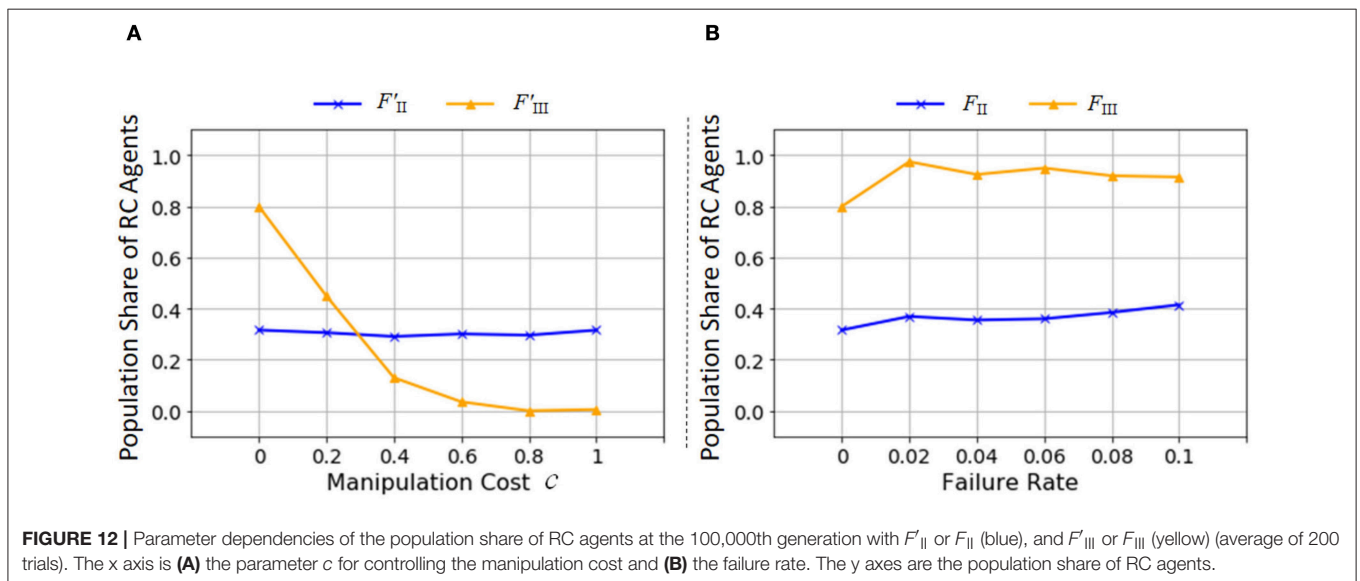 A
F′II F′III
Population Share of RC Agents
1.0
0.8
0.6
0.4
0.2
0.0
0 0.2 0.4 0.6 0.8 1
Manipulation Cost c
B
FII FIII
Population Share of RC Agents
1.0
0.8
0.6
0.4
0.2
0.0
0 0.02 0.04 0.06 0.08 0.1
Failure Rate
FIGURE 12 | Parameter dependencies of the population share of RC agents at the 100,000th generation with F′II or FII (blue), and F′III or FIII (yellow) (average of 200
trials). The x axis is (A) the parameter c for controlling the manipulation cost and (B) the failure rate. The y axes are the population share of RC agents.